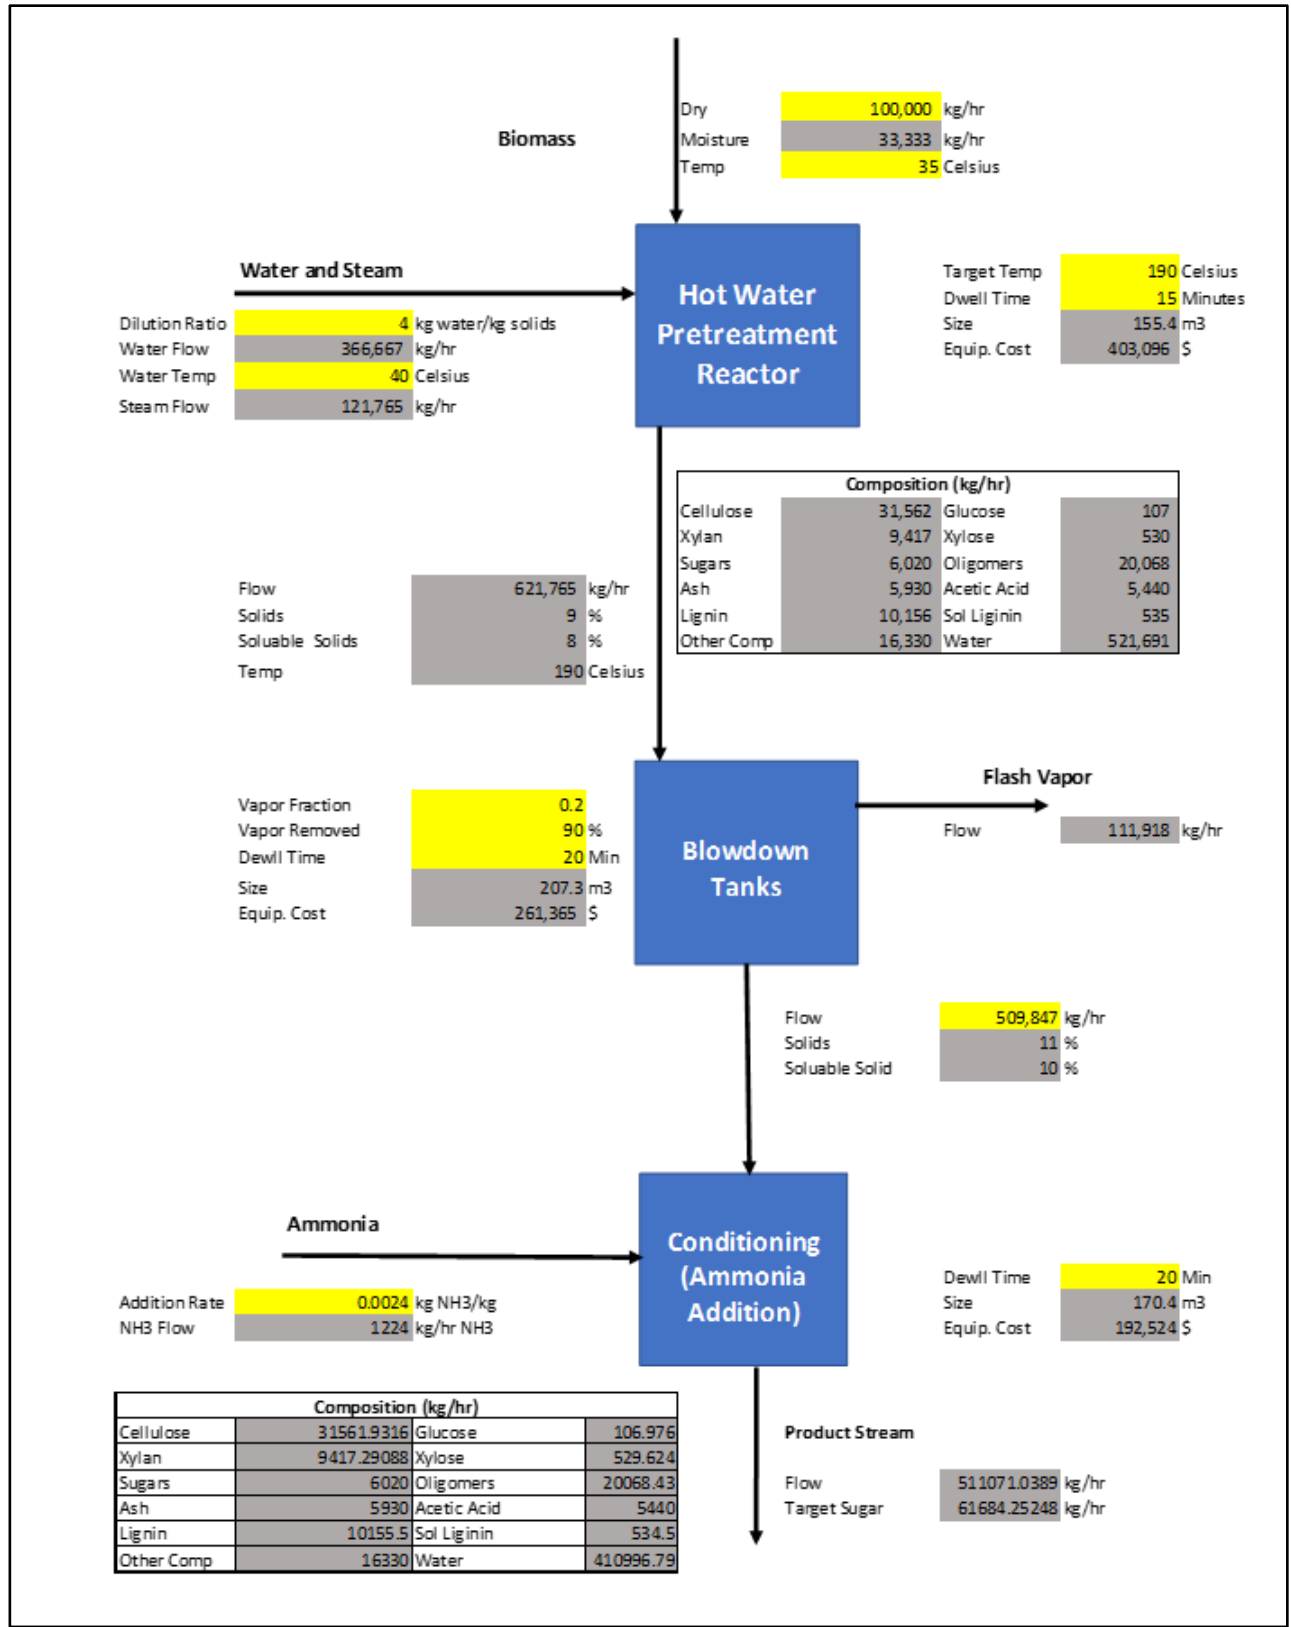 Dry 100,000 kg/hr
Biomass Moisture 33,333 kg/hr
Temp 35 Celsius
Water and Steam
Dilution Ratio 4 kg water/kg solids
Water Flow 366,667 kg/hr
Water Temp 40 Celsius
Steam Flow 121,765 kg/hr
Hot Water
Pretreatment
Reactor
Target Temp 190 Celsius
Dwell Time 15 Minutes
Size 155.4 m3
Equip. Cost 403,096 $
Composition (kg/hr)
Cellulose 31,562 Glucose 107
Xylan 9,417 Xylose 530
Sugars 6,020 Oligomers 20,068
Ash 5,930 Acetic Acid 5,440
Lignin 10,156 Sol Liginin 535
Other Comp 16,330 Water 521,691
Flow 621,765 kg/hr
Solids 9 %
Soluable Solids 8 %
Temp 190 Celsius
Vapor Fraction 0.2
Vapor Removed 90 %
Dewll Time 20 Min
Size 207.3 m3
Equip. Cost 261,365 $
Blowdown
Tanks
Flash Vapor
Flow 111,918 kg/hr
Flow 509,847 kg/hr
Solids 11 %
Soluable Solid 10 %
Ammonia
Addition Rate 0.0024 kg NH3/kg
NH3 Flow 1224 kg/hr NH3
Conditioning
(Ammonia
Addition)
Dewll Time 20 Min
Size 170.4 m3
Equip. Cost 192,524 $
Composition (kg/hr)
Cellulose 31561.9316 Glucose 106.976
Xylan 9417.29088 Xylose 529.624
Sugars 6020 Oligomers 20068.43
Ash 5930 Acetic Acid 5440
Lignin 10155.5 Sol Liginin 534.5
Other Comp 16330 Water 410996.79
Product Stream
Flow 511071.0389 kg/hr
Target Sugar 61684.25248 kg/hr